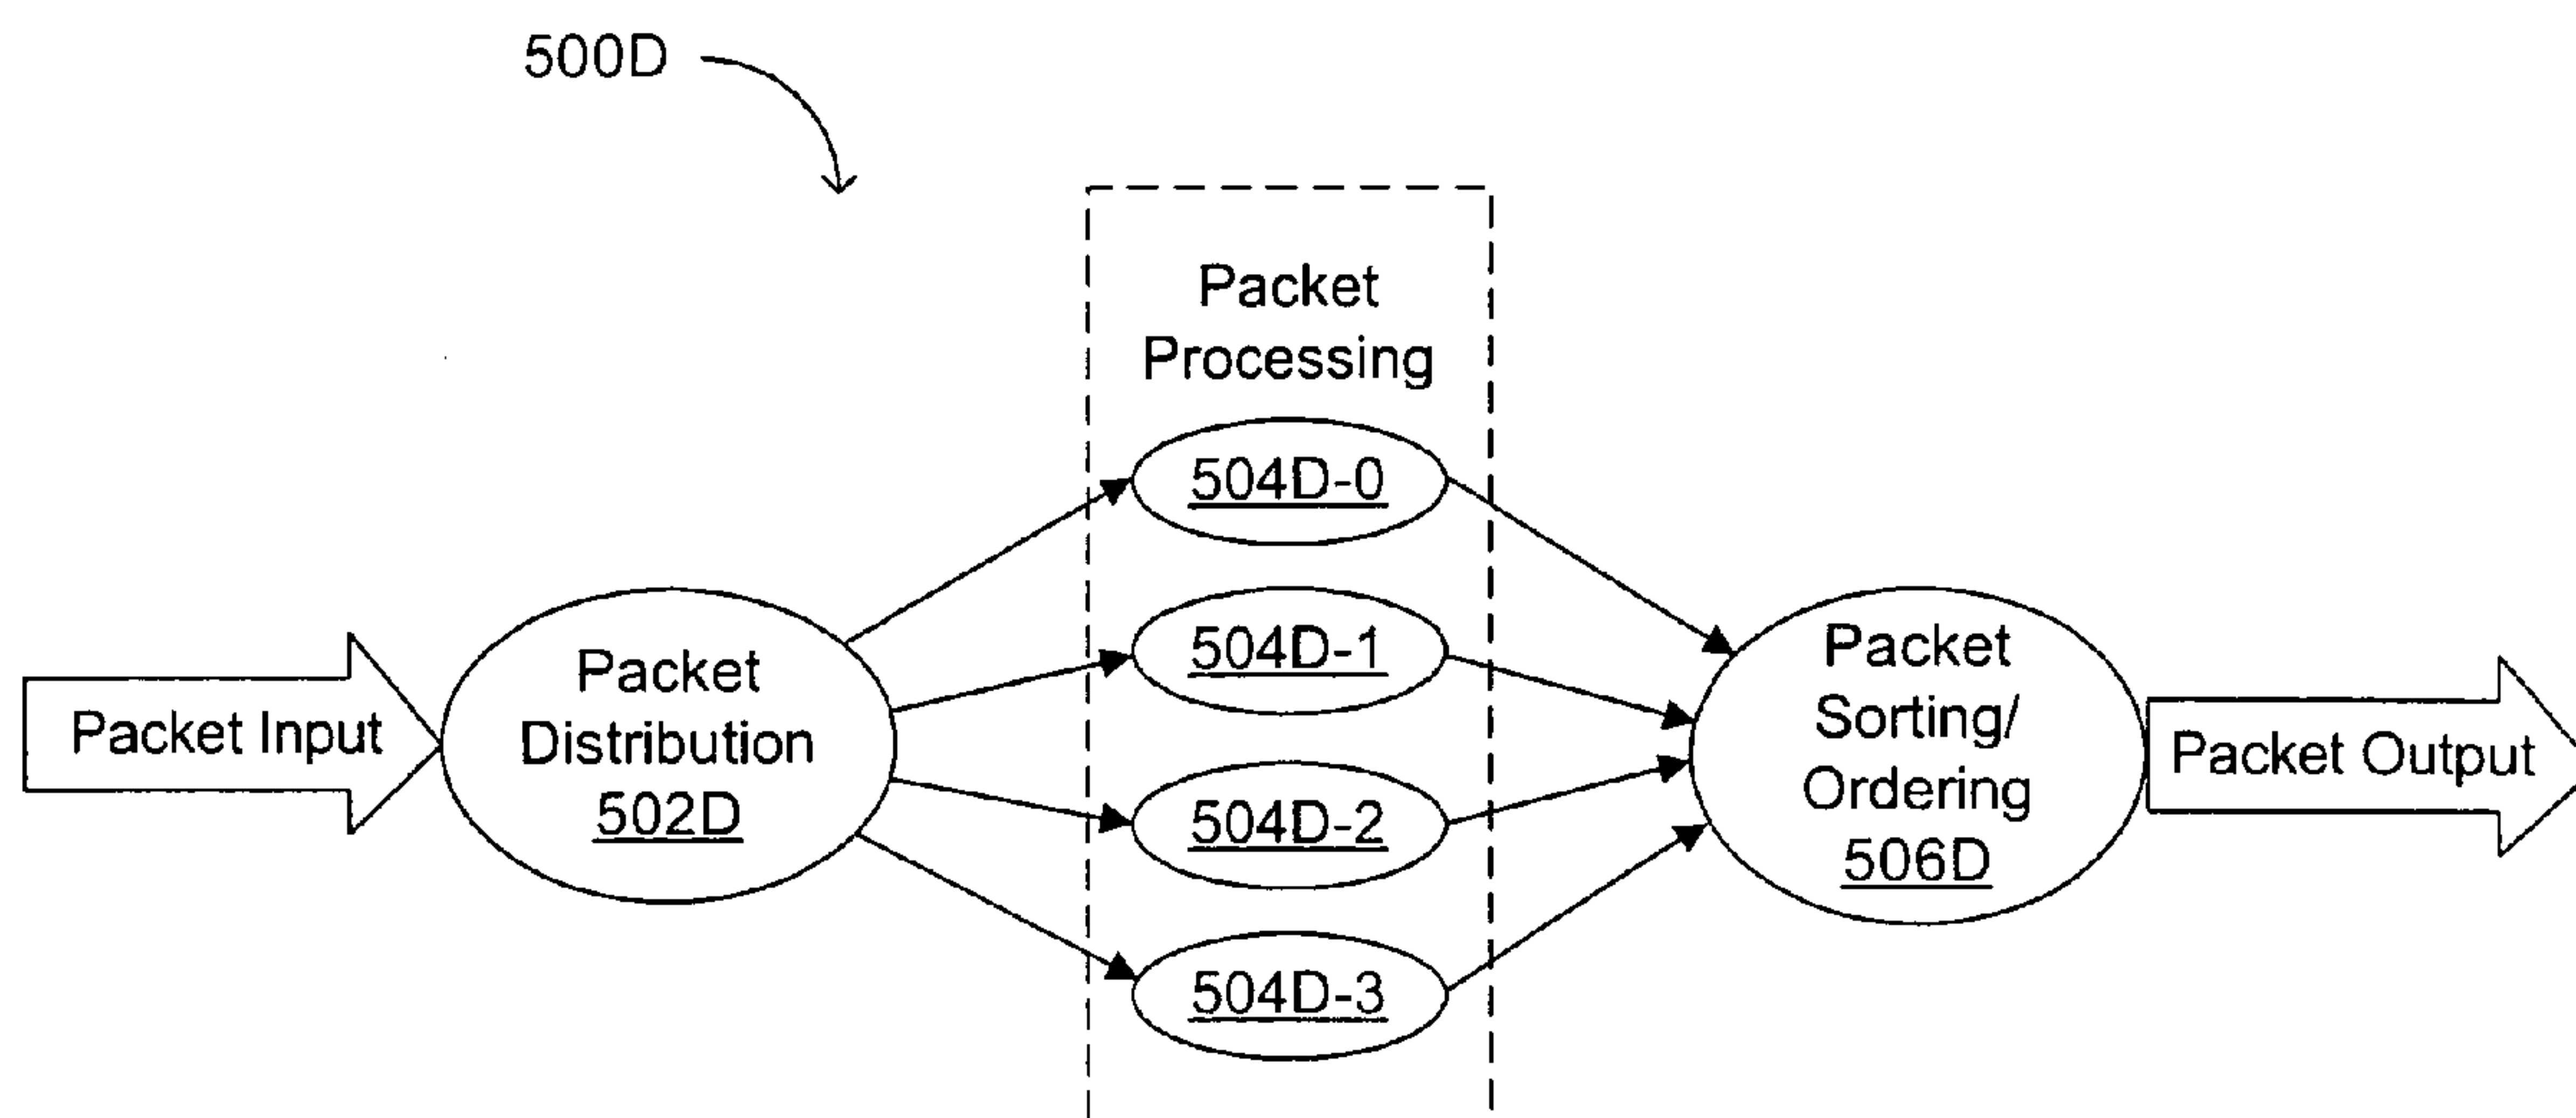 500D
Packet
Processing
504D-0
504D-1
504D-2
504D-3
Packet Input
Packet
Distribution
502D
Packet
Sorting/
Ordering
506D
Packet Output